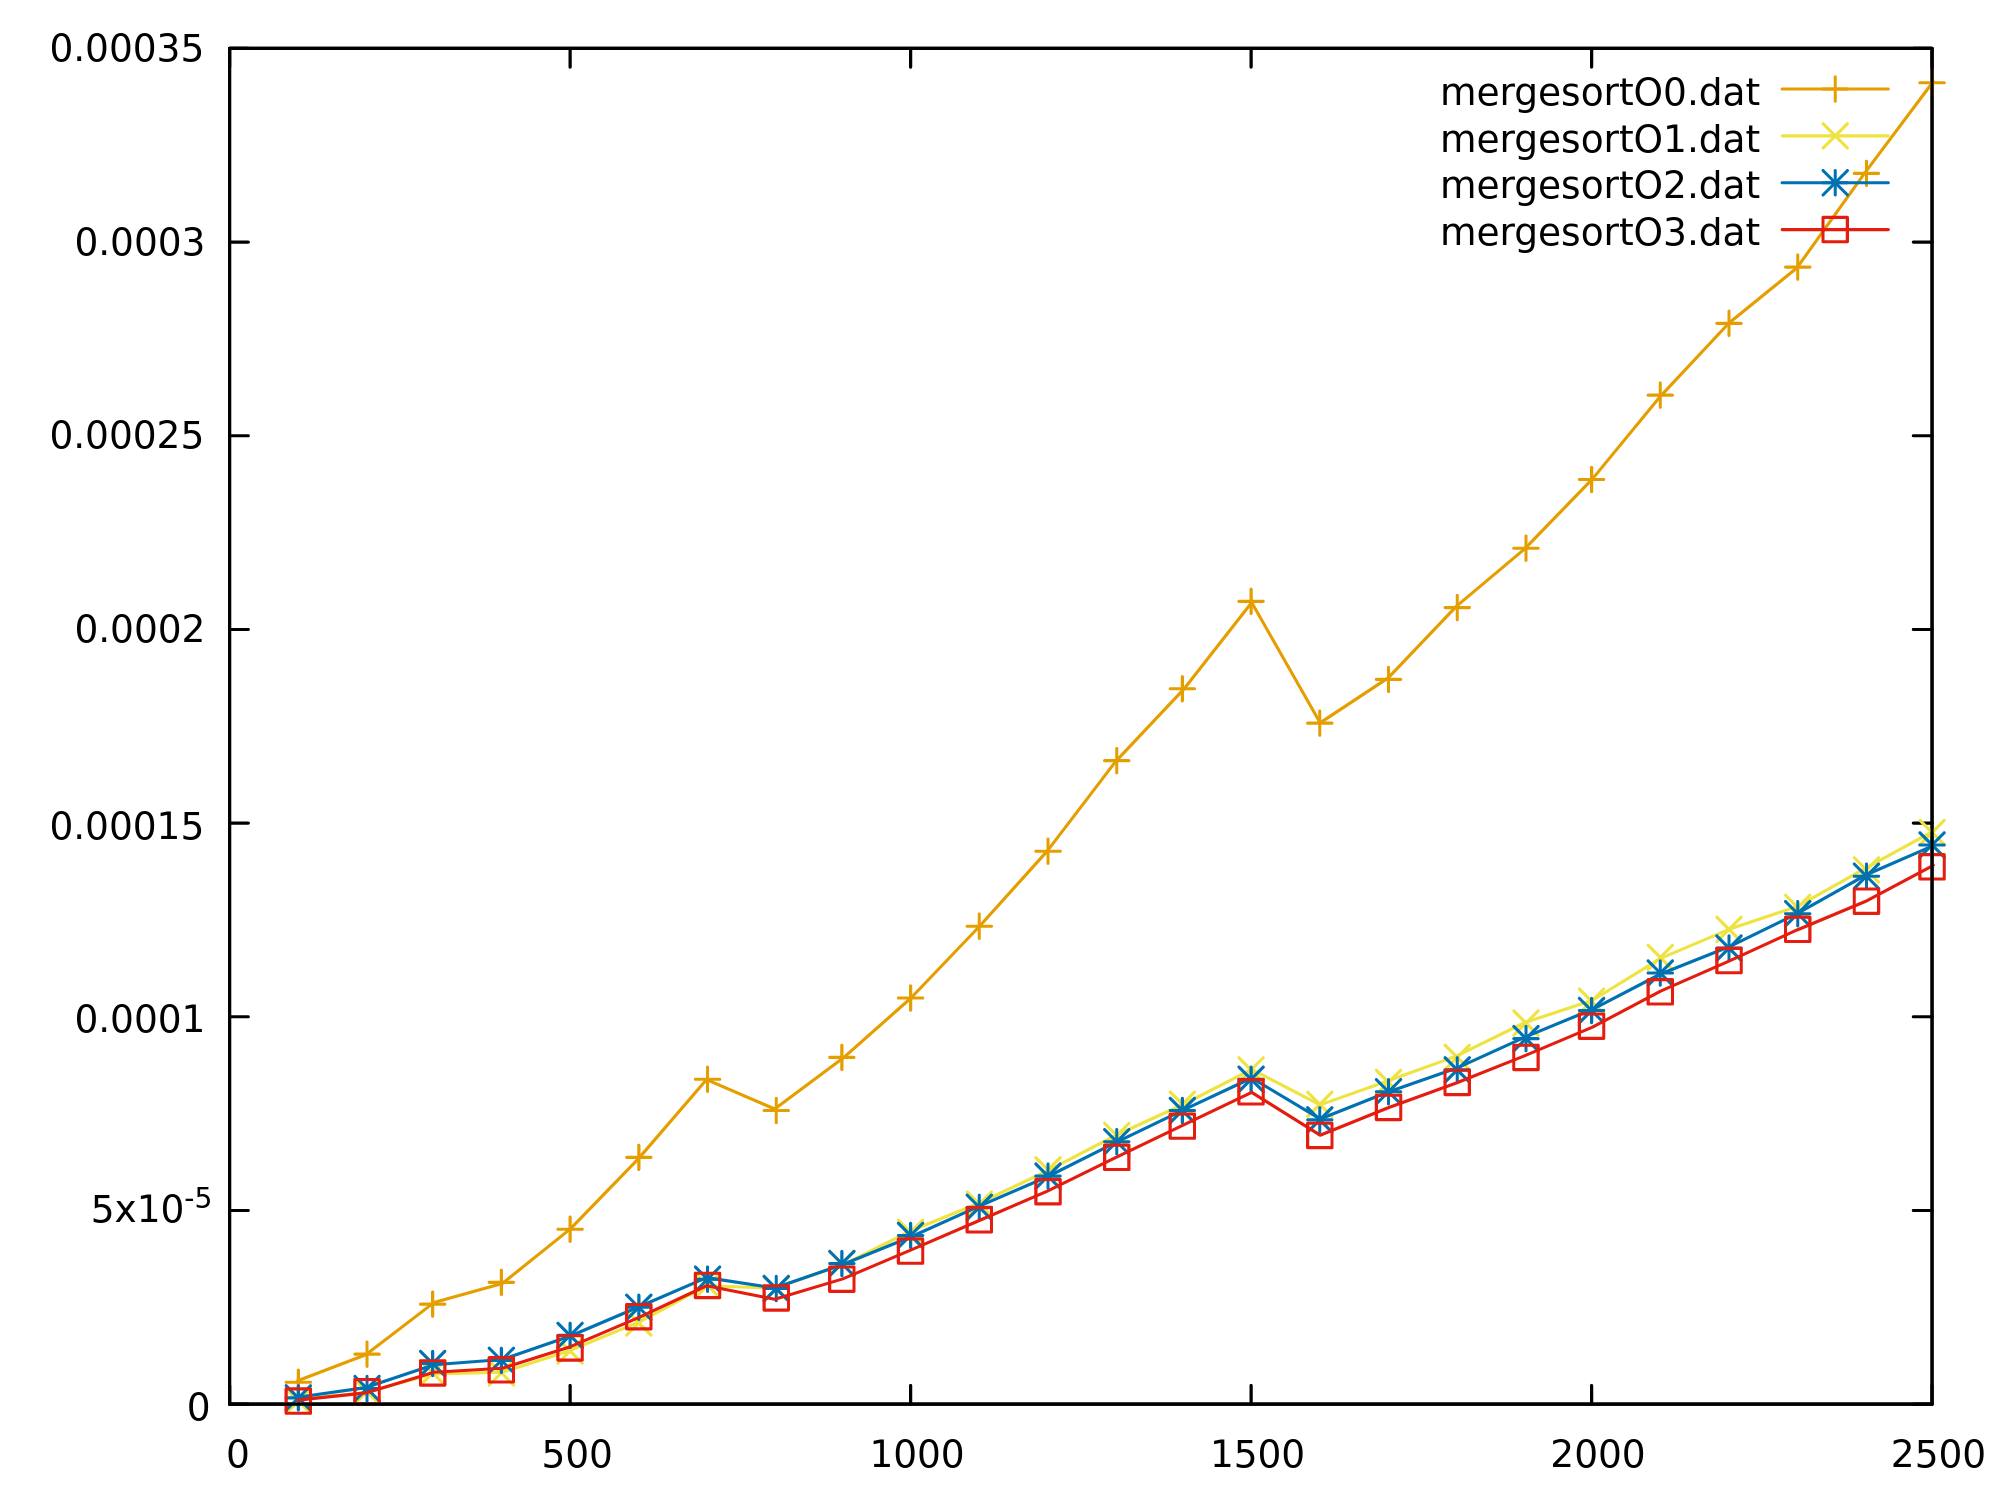 0.00035
0.0003
0.00025
0.0002
0.00015
0.0001
5x10⁻⁵
0
0 500 1000 1500 2000 2500
mergesortO0.dat
mergesortO1.dat
mergesortO2.dat
mergesortO3.dat